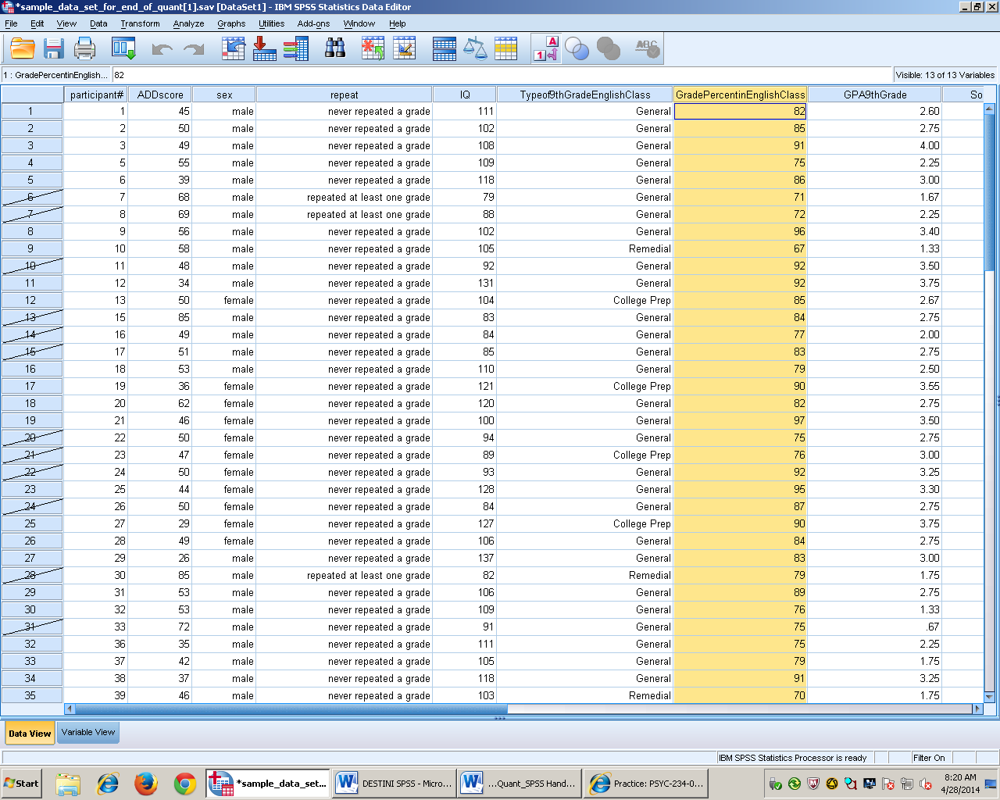 *sample_data_set_for_end_of_quant[1].sav [DataSet1] - IBM SPSS Statistics Data Editor
File Edit View Data Transform Analyze Graphs Utilities Add-ons Window Help
1 : GradePercentinEnglish... 82 Visible: 13 of 13 Variables
participant# ADDscore sex repeat IQ Typeof9thGradeEnglishClass GradePercentinEnglishClass GPA9thGrade So
1 1 45 male never repeated a grade 111 General 82 2.60
2 2 50 male never repeated a grade 102 General 85 2.75
3 3 49 male never repeated a grade 108 General 91 4.00
4 5 55 male never repeated a grade 109 General 75 2.25
5 6 39 male never repeated a grade 118 General 86 3.00
6 7 68 male repeated at least one grade 79 General 71 1.67
7 8 69 male repeated at least one grade 88 General 72 2.25
8 9 56 male never repeated a grade 102 General 96 3.40
9 10 58 male never repeated a grade 105 Remedial 67 1.33
10 11 48 male never repeated a grade 92 General 92 3.50
11 12 34 male never repeated a grade 131 General 92 3.75
12 13 50 female never repeated a grade 104 College Prep 85 2.67
13 15 85 male never repeated a grade 83 General 84 2.75
14 16 49 male never repeated a grade 84 General 77 2.00
15 17 51 male never repeated a grade 85 General 83 2.75
16 18 53 male never repeated a grade 110 General 79 2.50
17 19 36 female never repeated a grade 121 College Prep 90 3.55
18 20 62 female never repeated a grade 120 General 82 2.75
19 21 46 female never repeated a grade 100 General 97 3.50
20 22 50 female never repeated a grade 94 General 75 2.75
21 23 47 female never repeated a grade 89 College Prep 76 3.00
22 24 50 female never repeated a grade 93 General 92 3.25
23 25 44 female never repeated a grade 128 General 95 3.30
24 26 50 female never repeated a grade 84 General 87 2.75
25 27 29 female never repeated a grade 127 College Prep 90 3.75
26 28 49 female never repeated a grade 106 General 84 2.75
27 29 26 male never repeated a grade 137 General 83 3.00
28 30 85 male repeated at least one grade 82 Remedial 79 1.75
29 31 53 male never repeated a grade 106 General 89 2.75
30 32 53 male never repeated a grade 109 General 76 1.33
31 33 72 male never repeated a grade 91 General 75 .67
32 36 35 male never repeated a grade 111 General 75 2.25
33 37 42 male never repeated a grade 105 General 79 1.75
34 38 37 male never repeated a grade 118 General 91 3.25
35 39 46 male never repeated a grade 103 Remedial 70 1.75
Data View Variable View
IBM SPSS Statistics Processor is ready Filter On
Start *sample_data_set... DESTINI SPSS - Micro... ...Quant_SPSS Hand... Practice: PSYC-234-0... 8:20 AM
4/28/2014